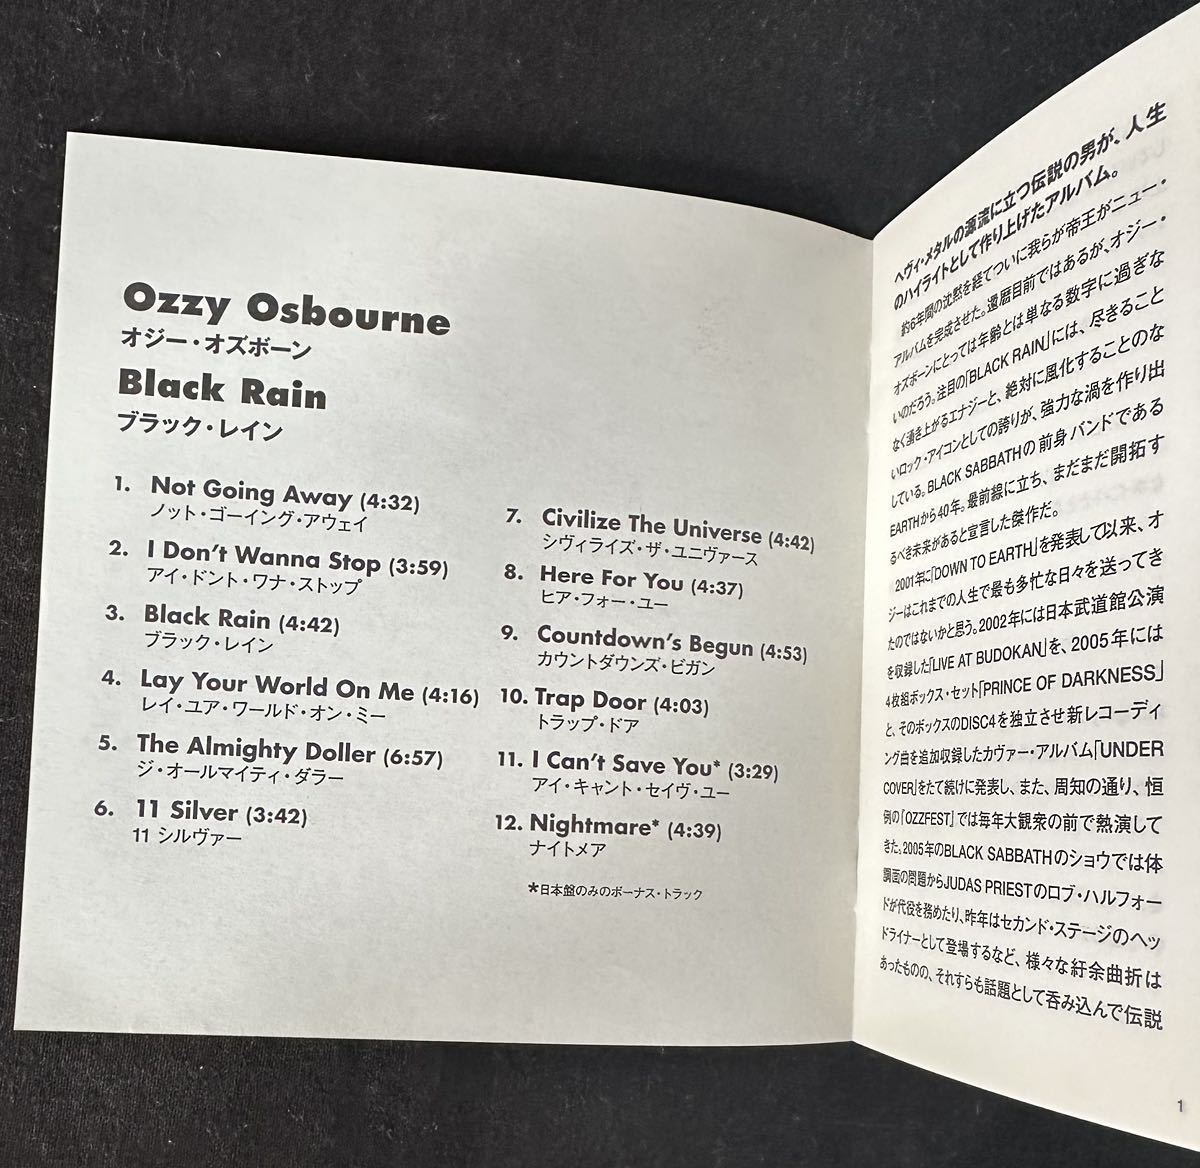 Ozzy Osbourne
オジー・オズボーン
Black Rain
ブラック・レイン
1. Not Going Away (4:32)
ノット・ゴーイング・アウェイ
2. I Don't Wanna Stop (3:59)
アイ・ドント・ワナ・ストップ
3. Black Rain (4:42)
ブラック・レイン
4. Lay Your World On Me (4:16)
レイ・ユア・ワールド・オン・ミー
5. The Almighty Doller (6:57)
ジ・オールマイティ・ダラー
6. 11 Silver (3:42)
11 シルヴァー
7. Civilize The Universe (4:42)
シヴィライズ・ザ・ユニヴァース
8. Here For You (4:37)
ヒア・フォー・ユー
9. Countdown's Begun (4:53)
カウントダウンズ・ビガン
10. Trap Door (4:03)
トラップ・ドア
11. I Can't Save You* (3:29)
アイ・キャント・セイヴ・ユー
12. Nightmare* (4:39)
ナイトメア
*日本盤のみのボーナス・トラック
ヘヴィ・メタルの源流に立つ伝説の男が、人生
のハイライトとして作り上げたアルバム。
約6年間の沈黙を経てついに我らが帝王がニュー・
アルバムを完成させた。還暦目前ではあるが、オジー・
オズボーンにとっては年齢とは単なる数字に過ぎな
いのだろう。注目の「BLACK RAIN」には、尽きること
なく湧き上がるエナジーと、絶対に風化することのな
いロック・アイコンとしての誇りが、強力な渦を作り出
している。BLACK SABBATHの前身バンドである
EARTHから40年。最前線に立ち、まだまだ開拓す
るべき未来があると宣言した傑作だ。
2001年に「DOWN TO EARTH」を発表して以来、オ
ジーはこれまでの人生で最も多忙な日々を送ってき
たのではないかと思う。2002年には日本武道館公演
を収録した「LIVE AT BUDOKAN」を、2005年には
4枚組ボックス・セット「PRINCE OF DARKNESS」
と、そのボックスのDISC4を独立させ新レコーディ
ング曲を追加収録したカヴァー・アルバム「UNDER
COVER」をたて続けに発表し、また、周知の通り、恒
例の「OZZFEST」では毎年大観衆の前で熱演して
きた。2005年のBLACK SABBATHのショウでは体
調面の問題からJUDAS PRIESTのロブ・ハルフォー
ドが代役を務めたり、昨年はセカンド・ステージのヘッ
ドライナーとして登場するなど、様々な紆余曲折は
あったものの、それすらも話題として呑み込んで伝説
1